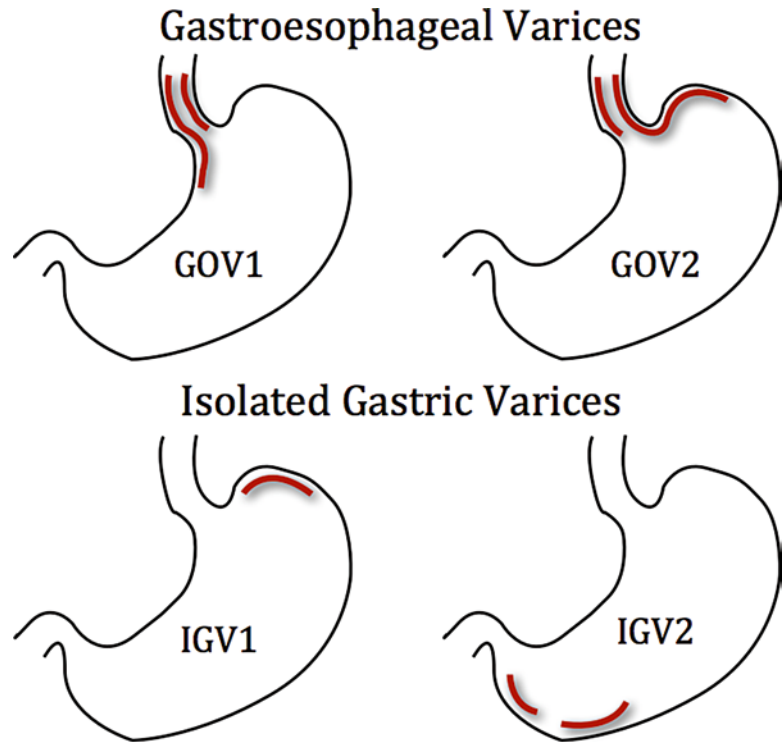 Gastroesophageal Varices
GOV1
GOV2
Isolated Gastric Varices
IGV1
IGV2